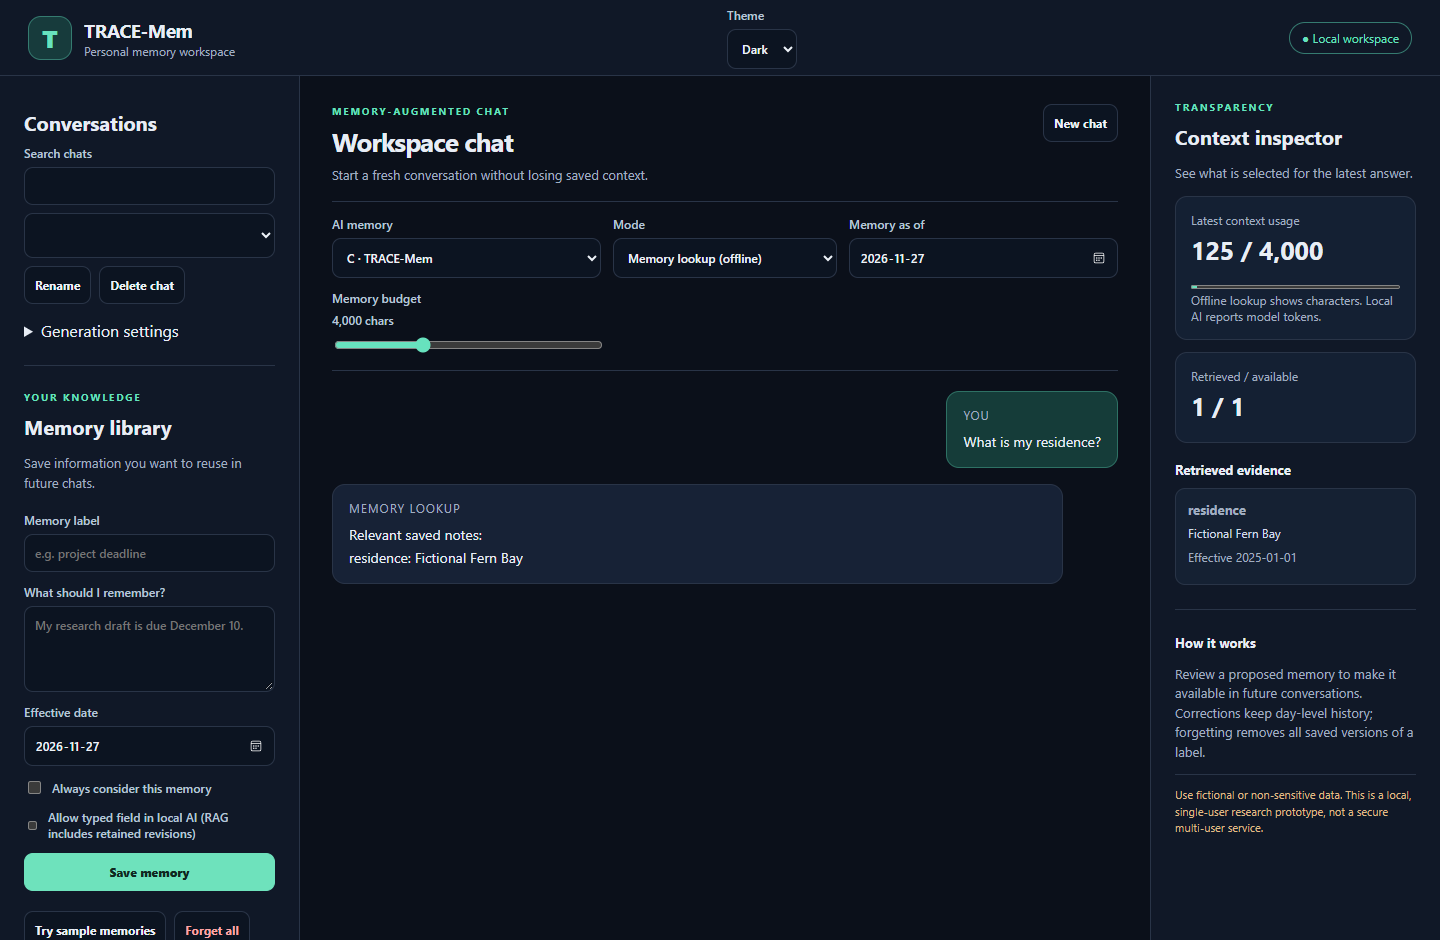 T
TRACE-Mem
Personal memory workspace
Theme
Dark
● Local workspace
Conversations
Search chats
Rename
Delete chat
▶ Generation settings
YOUR KNOWLEDGE
Memory library
Save information you want to reuse in
future chats.
Memory label
e.g. project deadline
What should I remember?
My research draft is due December 10.
Effective date
2026-11-27
Always consider this memory
Allow typed field in local AI (RAG
includes retained revisions)
Save memory
Try sample memories
Forget all
MEMORY-AUGMENTED CHAT
Workspace chat
Start a fresh conversation without losing saved context.
New chat
AI memory
C · TRACE-Mem
Mode
Memory lookup (offline)
Memory as of
2026-11-27
Memory budget
4,000 chars
YOU
What is my residence?
MEMORY LOOKUP
Relevant saved notes:
residence: Fictional Fern Bay
TRANSPARENCY
Context inspector
See what is selected for the latest answer.
Latest context usage
125 / 4,000
Offline lookup shows characters. Local
AI reports model tokens.
Retrieved / available
1 / 1
Retrieved evidence
residence
Fictional Fern Bay
Effective 2025-01-01
How it works
Review a proposed memory to make it
available in future conversations.
Corrections keep day-level history;
forgetting removes all saved versions of a
label.
Use fictional or non-sensitive data. This is a local,
single-user research prototype, not a secure
multi-user service.